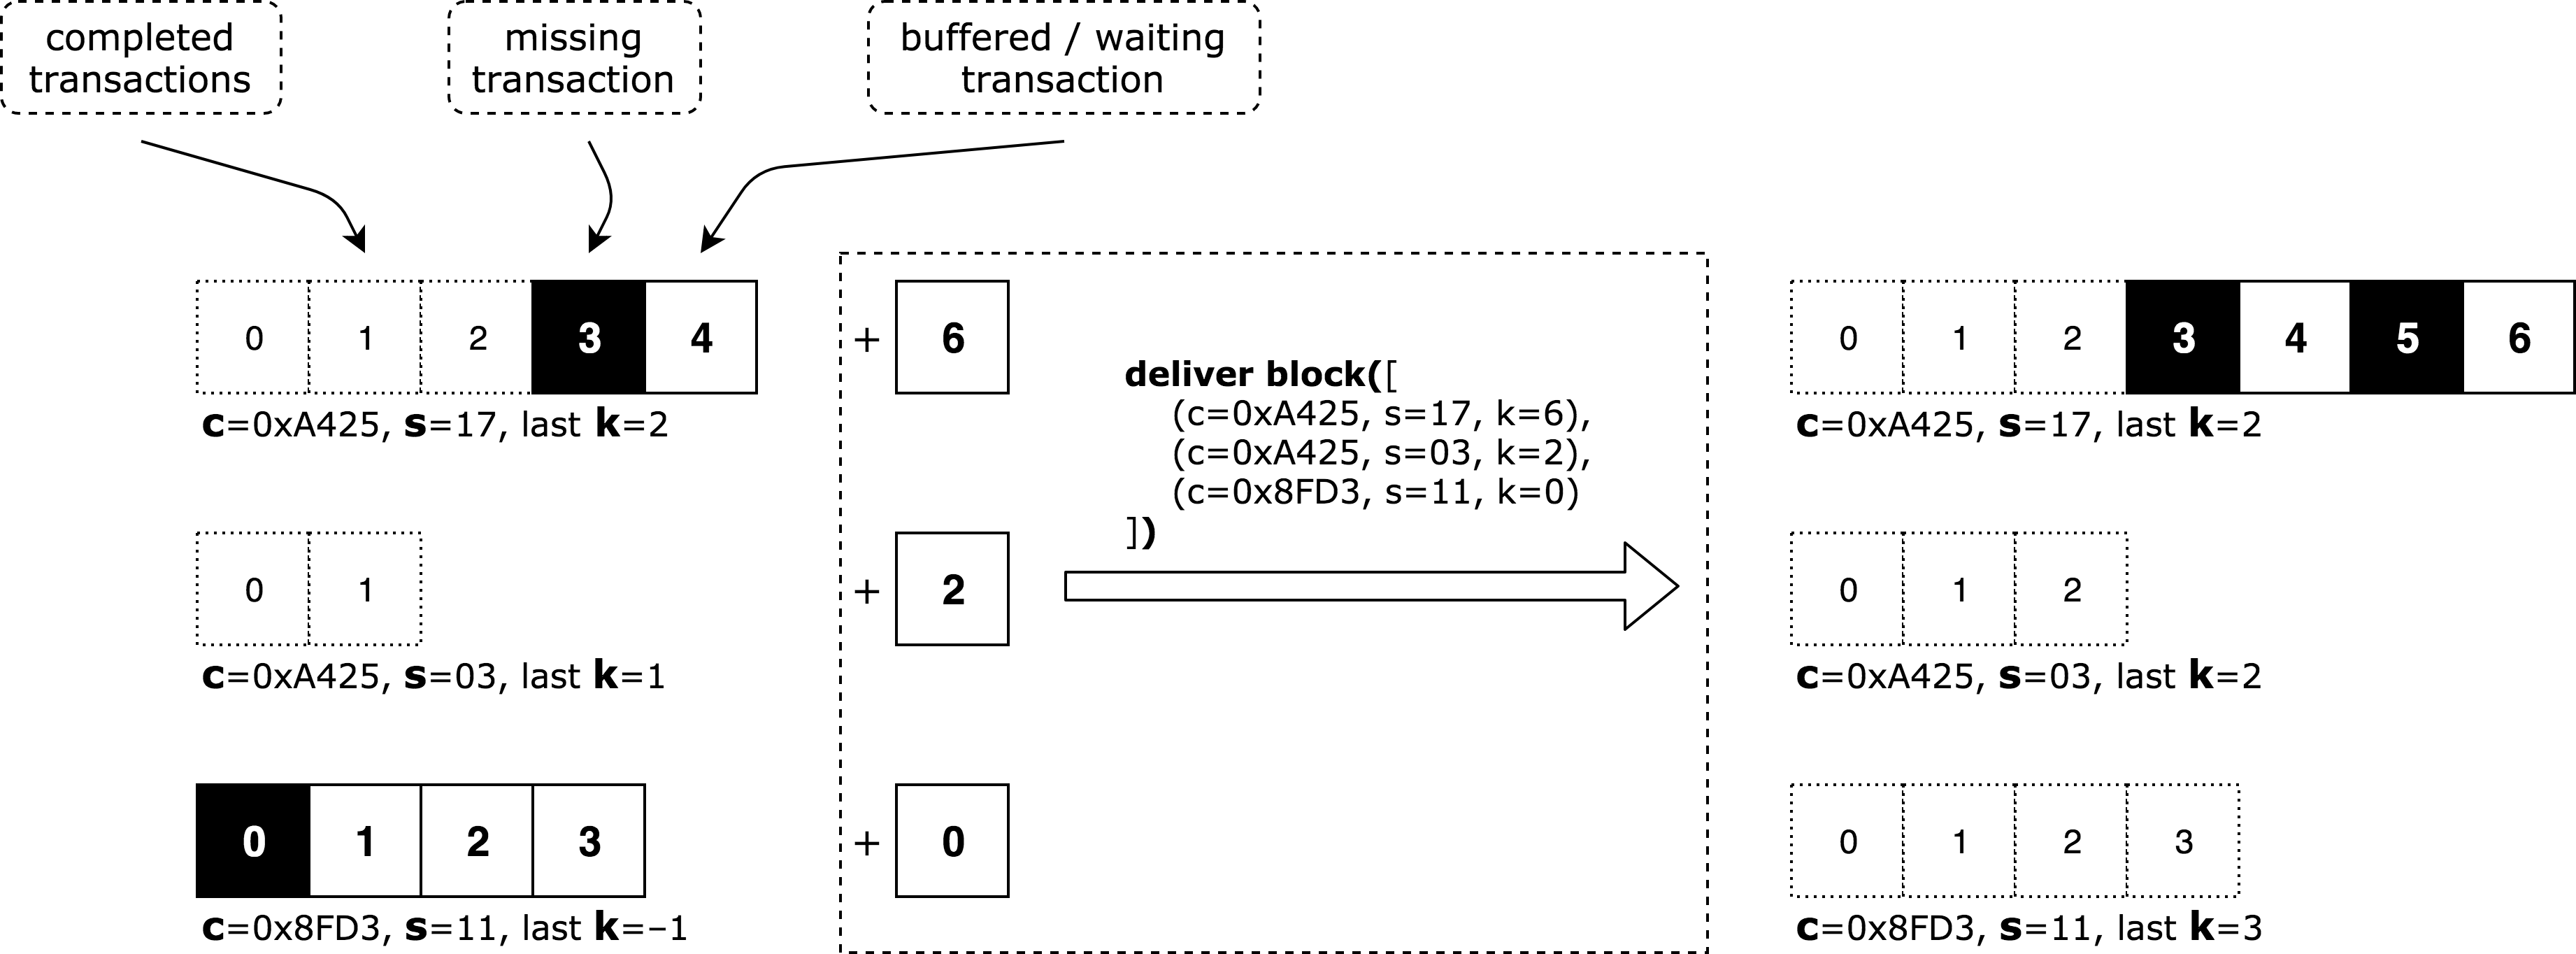 completed
transactions
missing
transaction
buffered / waiting
transaction
0 1 2 3 4
c=0xA425, s=17, last k=2
+ 6
deliver block([
(c=0xA425, s=17, k=6),
(c=0xA425, s=03, k=2),
(c=0x8FD3, s=11, k=0)
])
0 1 2 3 4 5 6
c=0xA425, s=17, last k=2
0 1
c=0xA425, s=03, last k=1
+ 2
0 1 2
c=0xA425, s=03, last k=2
0 1 2 3
c=0x8FD3, s=11, last k=–1
+ 0
0 1 2 3
c=0x8FD3, s=11, last k=3